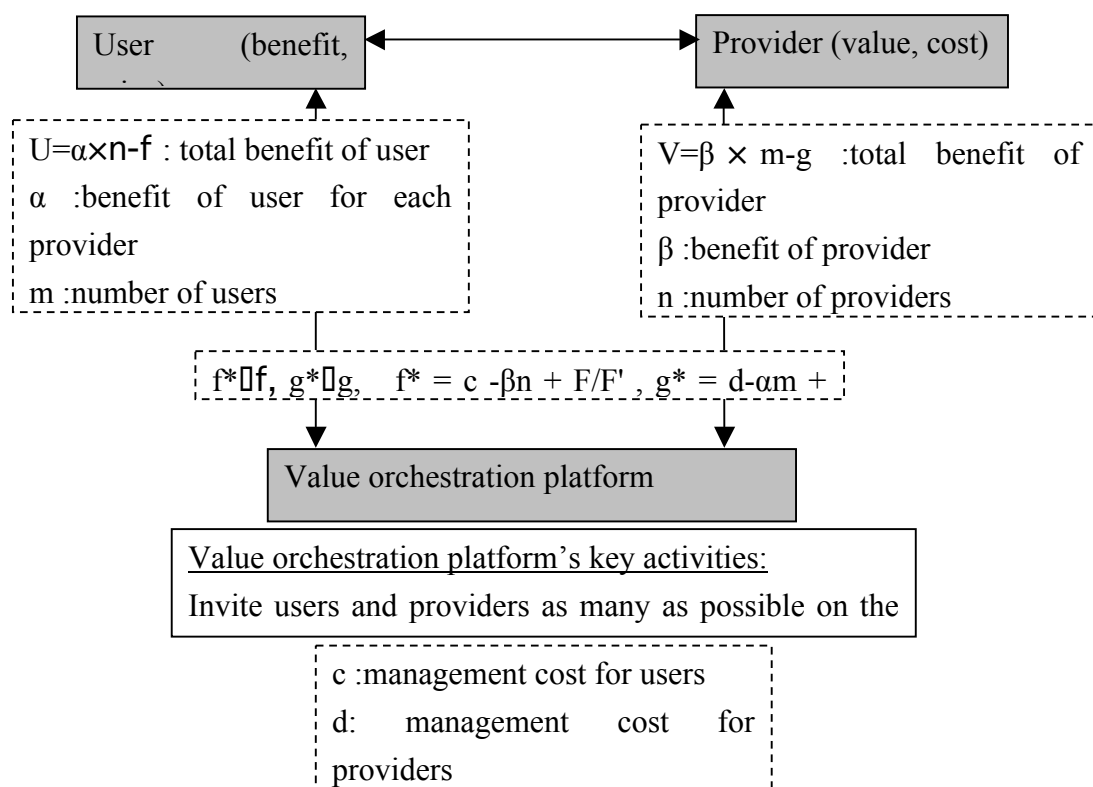 User (benefit,
Provider (value, cost)
U=α×n-f : total benefit of user
α :benefit of user for each
provider
m :number of users
V=β × m-g :total benefit of
provider
β :benefit of provider
n :number of providers
f*▯f, g*▯g, f* = c -βn + F/F' , g* = d-αm +
Value orchestration platform
Value orchestration platform’s key activities:
Invite users and providers as many as possible on the
c :management cost for users
d: management cost for
providers